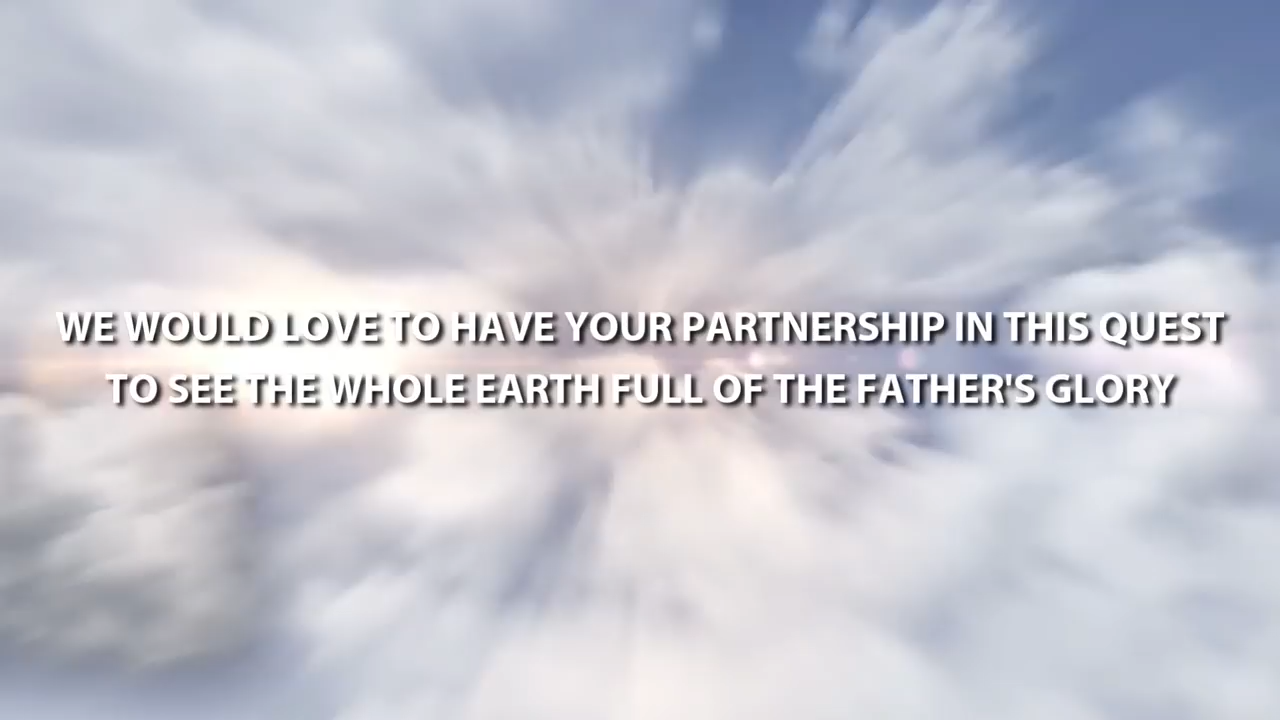 WE WOULD LOVE TO HAVE YOUR PARTNERSHIP IN THIS QUEST
TO SEE THE WHOLE EARTH FULL OF THE FATHER'S GLORY